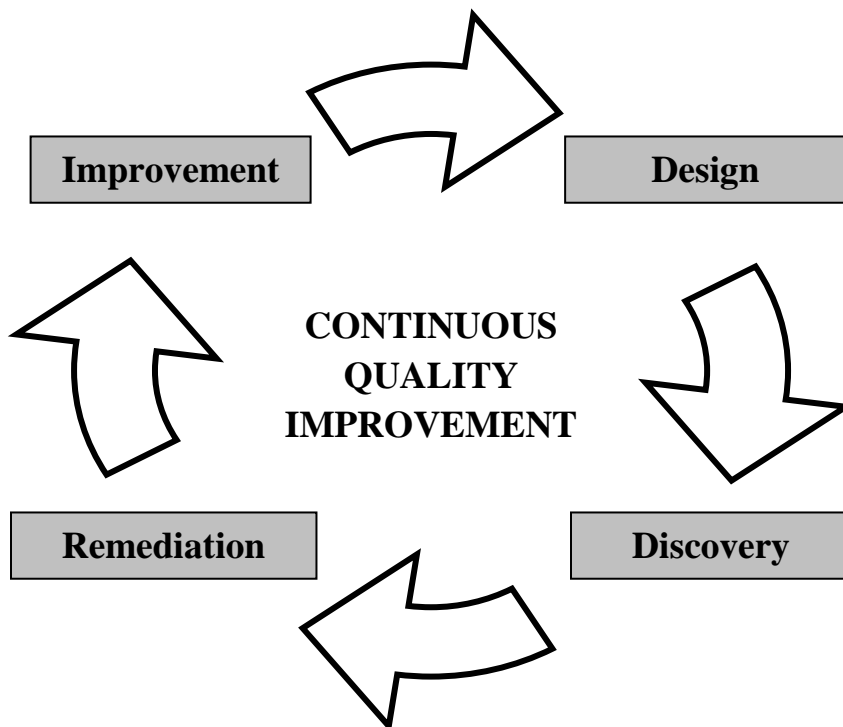 Improvement
Design
CONTINUOUS
QUALITY
IMPROVEMENT
Remediation
Discovery